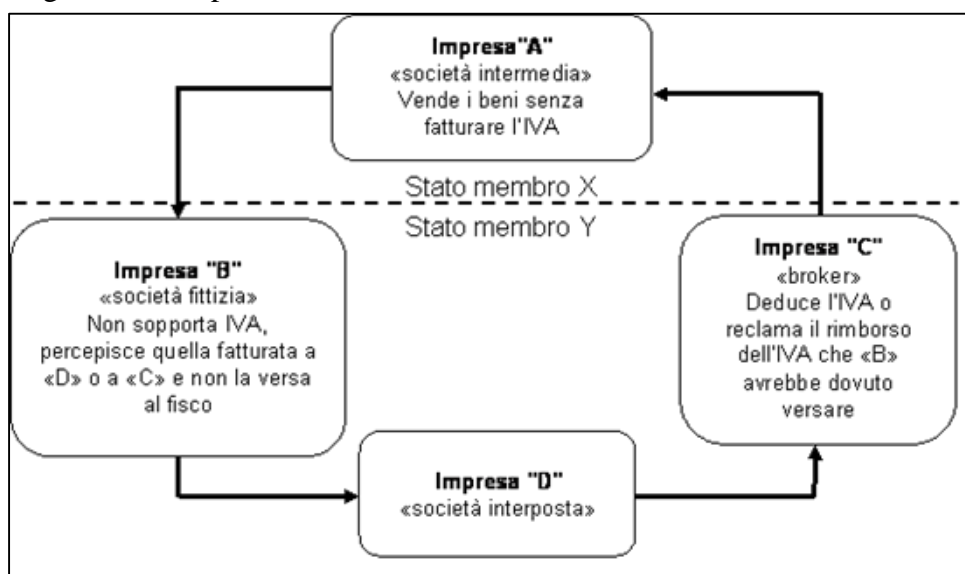 Impresa"A"
«società intermedia»
Vende i beni senza
fatturare l'IVA
Stato membro X
Stato membro Y
Impresa "B"
«società fittizia»
Non sopporta IVA,
percepisce quella fatturata a
«D» o a «C» e non la versa
al fisco
Impresa "C"
«broker»
Deduce l'IVA o
reclama il rimborso
dell'IVA che «B»
avrebbe dovuto
versare
Impresa "D"
«società interposta»